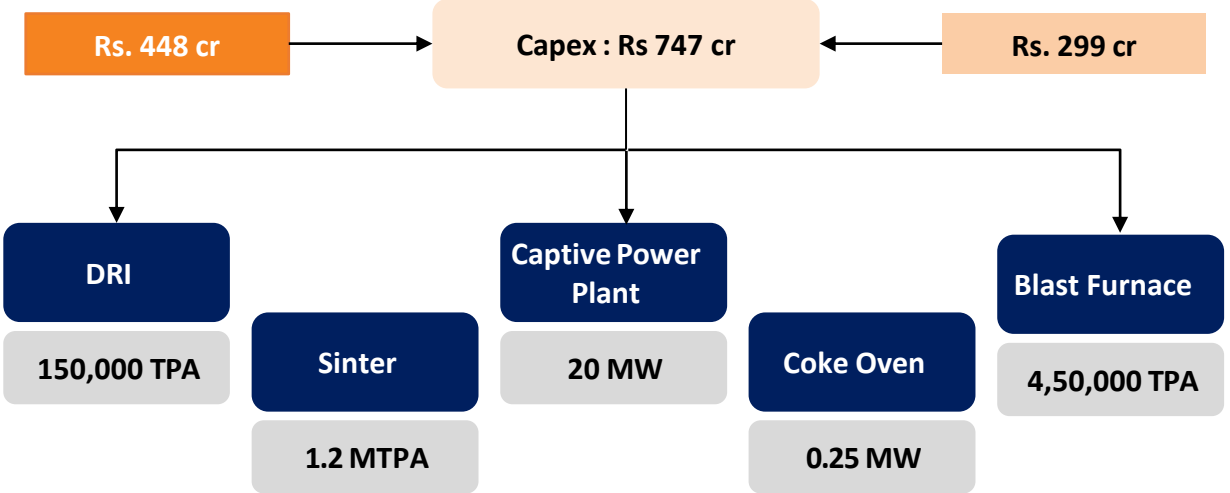 Rs. 448 cr
Capex : Rs 747 cr
Rs. 299 cr
DRI
150,000 TPA
Sinter
1.2 MTPA
Captive Power
Plant
20 MW
Coke Oven
0.25 MW
Blast Furnace
4,50,000 TPA